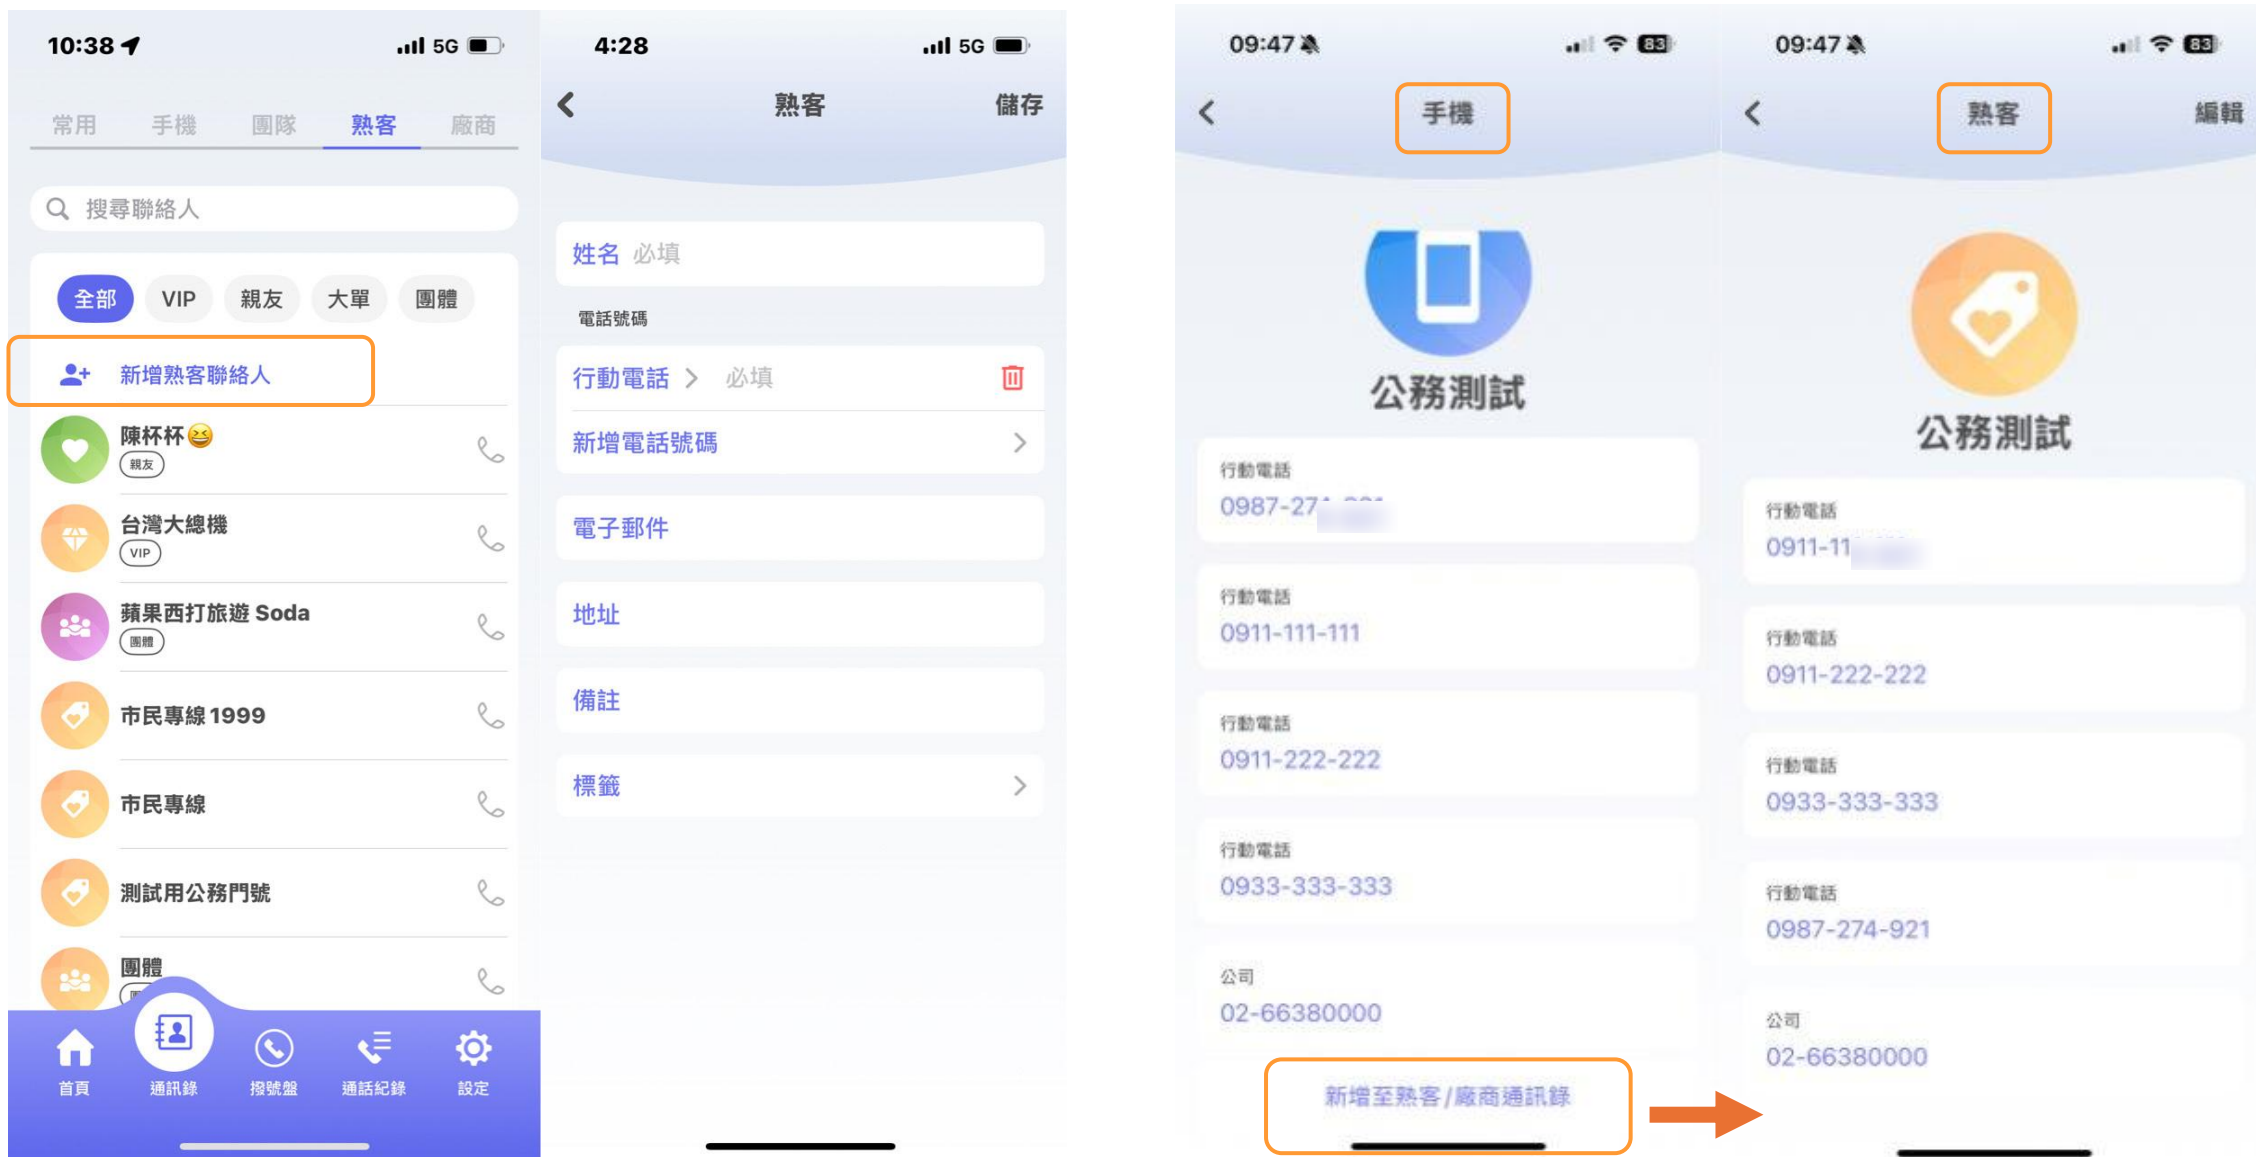 10:38
5G
常用 手機 團隊 熟客 廠商
搜尋聯絡人
全部 VIP 親友 大單 團體
新增熟客聯絡人
陳杯杯😆
親友
台灣大總機
VIP
蘋果西打旅遊 Soda
團體
市民專線 1999
市民專線
測試用公務門號
團體
首頁 通訊錄 撥號盤 通話紀錄 設定
4:28
5G
熟客 儲存
姓名 必填
電話號碼
行動電話 必填
新增電話號碼
電子郵件
地址
備註
標籤
09:47
83
手機
公務測試
行動電話
0987-27
行動電話
0911-111-111
行動電話
0911-222-222
行動電話
0933-333-333
公司
02-66380000
新增至熟客/廠商通訊錄
09:47
83
熟客 編輯
公務測試
行動電話
0911-11
行動電話
0911-222-222
行動電話
0933-333-333
行動電話
0987-274-921
公司
02-66380000